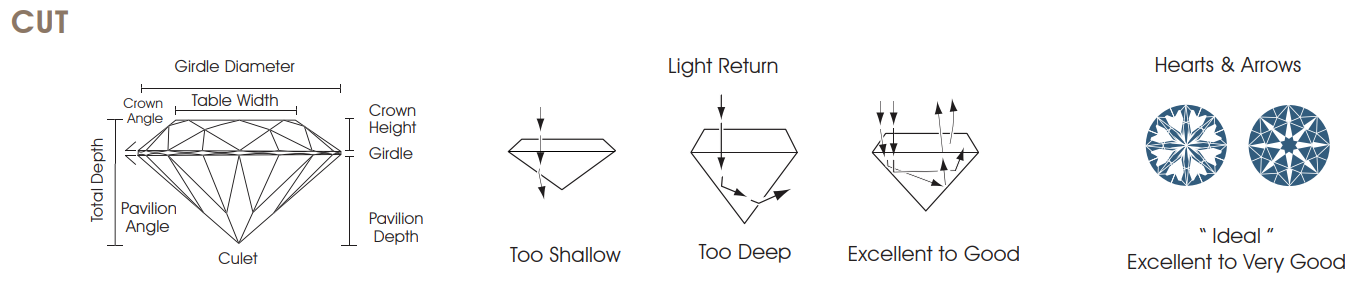 CUT
Girdle Diameter
Table Width
Crown
Angle
Crown
Height
Girdle
Total Depth
Pavilion
Angle
Pavilion
Depth
Culet
Light Return
Too Shallow
Too Deep
Excellent to Good
Hearts & Arrows
“ Ideal ”
Excellent to Very Good